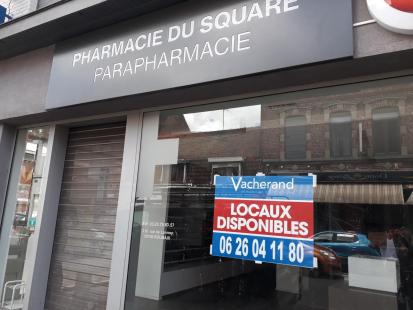 PHARMACIE DU SQUARE
PARAPHARMACIE
Vacherand
LOCAUX
DISPONIBLES
06 26 04 11 80